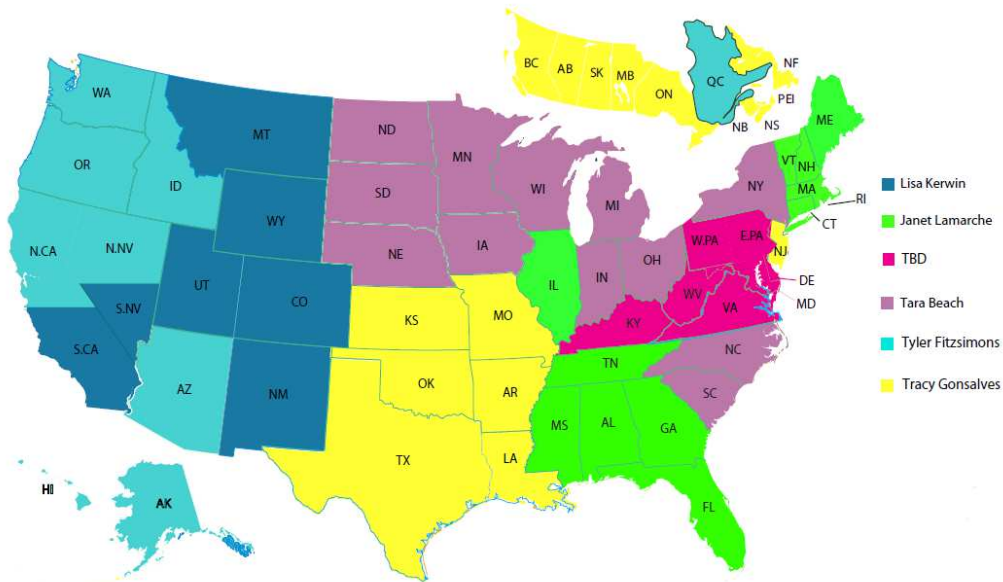 BC
AB
SK
MB
ON
QC
NF
PEI
NS
NB
WA
MT
ND
MN
ME
VT
NH
OR
ID
SD
WI
MI
NY
MA
RI
CT
WY
N.CA
N.NV
NE
IA
W.PA
E.PA
NJ
UT
CO
IL
IN
OH
DE
MD
S.NV
S.CA
KS
MO
WV
VA
KY
AZ
NM
OK
AR
TN
NC
SC
TX
LA
MS
AL
GA
FL
HI
AK
Lisa Kerwin
Janet Lamarche
TBD
Tara Beach
Tyler Fitzsimons
Tracy Gonsalves